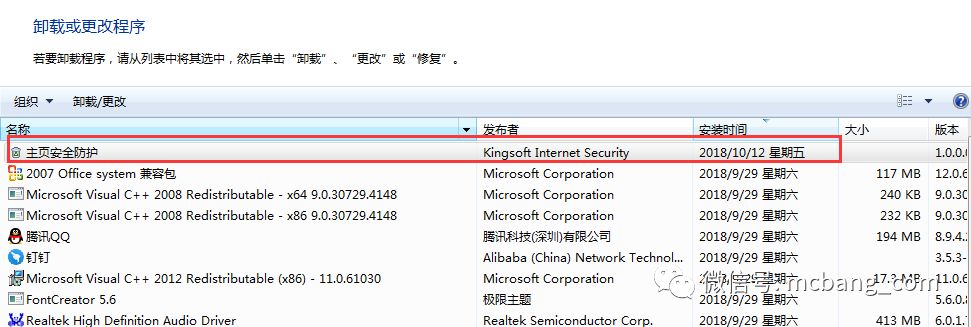 卸载或更改程序
若要卸载程序，请从列表中将其选中，然后单击“卸载”、“更改”或“修复”。
组织 卸载/更改
名称 发布者 安装时间 大小 版本
主页安全防护 Kingsoft Internet Security 2018/10/12 星期五 1.0.0.
2007 Office system 兼容包 Microsoft Corporation 2018/9/29 星期六 117 MB 12.0.6
Microsoft Visual C++ 2008 Redistributable - x64 9.0.30729.4148 Microsoft Corporation 2018/9/29 星期六 240 KB 9.0.30
Microsoft Visual C++ 2008 Redistributable - x86 9.0.30729.4148 Microsoft Corporation 2018/9/29 星期六 232 KB 9.0.30
腾讯QQ 腾讯科技(深圳)有限公司 2018/9/29 星期六 194 MB 8.9.4.
钉钉 Alibaba (China) Network Technol... 2018/9/29 星期六 3.5.3-
Microsoft Visual C++ 2012 Redistributable (x86) - 11.0.61030 Microsoft Corporation 2018/9/29 星期六 17.3 MB 11.0.6
微信号: mcbang_com
FontCreator 5.6 极限主题 2018/9/29 星期六 5.6.0.
Realtek High Definition Audio Driver Realtek Semiconductor Corp. 2018/9/29 星期六 413 MB 6.0.1.